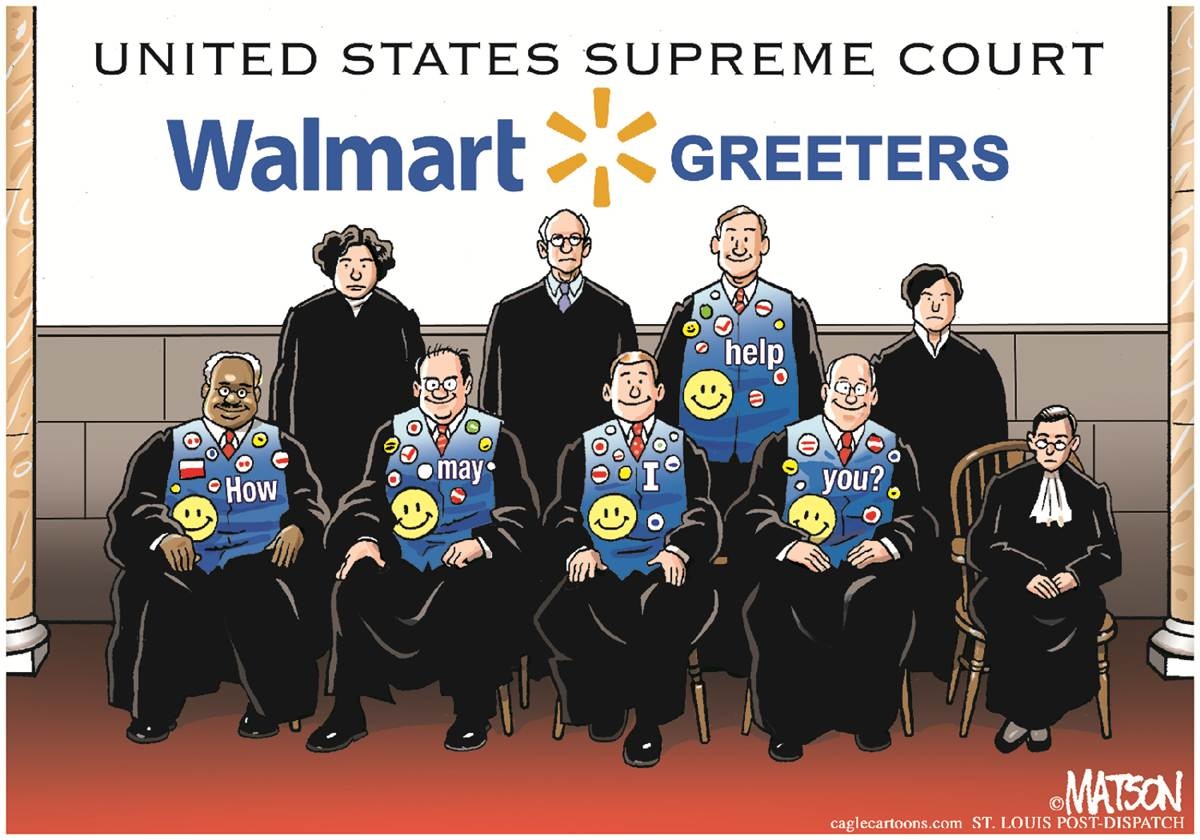 UNITED STATES SUPREME COURT
Walmart GREETERS
How may I help you?
© MATSON
caglecartoons.com ST. LOUIS POST-DISPATCH